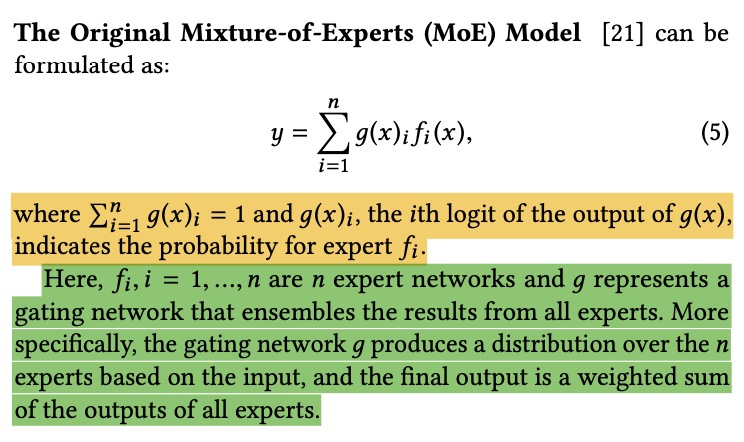 The Original Mixture-of-Experts (MoE) Model [21] can be
formulated as:
y = ∑_{i=1}^{n} g(x)_i f_i(x), (5)
where ∑_{i=1}^{n} g(x)_i = 1 and g(x)_i, the ith logit of the output of g(x),
indicates the probability for expert f_i.
Here, f_i, i = 1, ..., n are n expert networks and g represents a
gating network that ensembles the results from all experts. More
specifically, the gating network g produces a distribution over the n
experts based on the input, and the final output is a weighted sum
of the outputs of all experts.